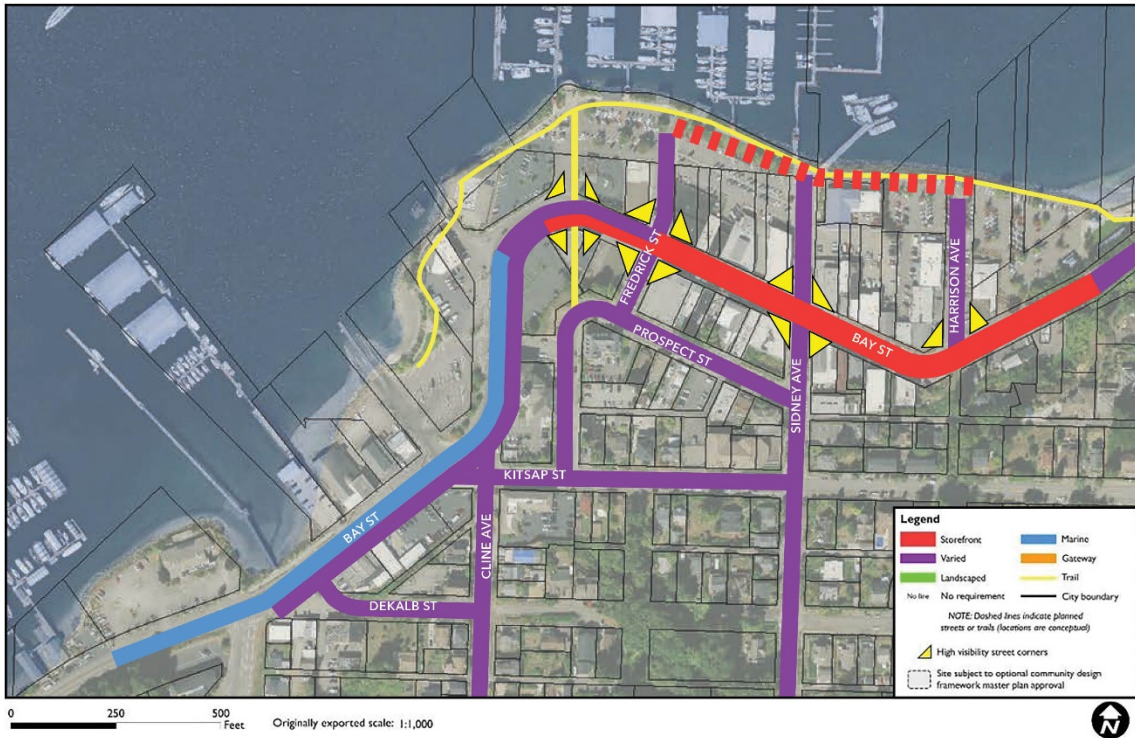 FREDRICK ST
PROSPECT ST
SIDNEY AVE
BAY ST
HARRISON AVE
KITSAP ST
BAY ST
CLINE AVE
DEKALB ST
Legend
Storefront
Marine
Varied
Gateway
Landscaped
Trail
No line No requirement
City boundary
NOTE: Dashed lines indicate planned
streets or trails (locations are conceptual)
High visibility street corners
Site subject to optional community design
framework master plan approval
0 250 500
Feet
Originally exported scale: 1:1,000
N